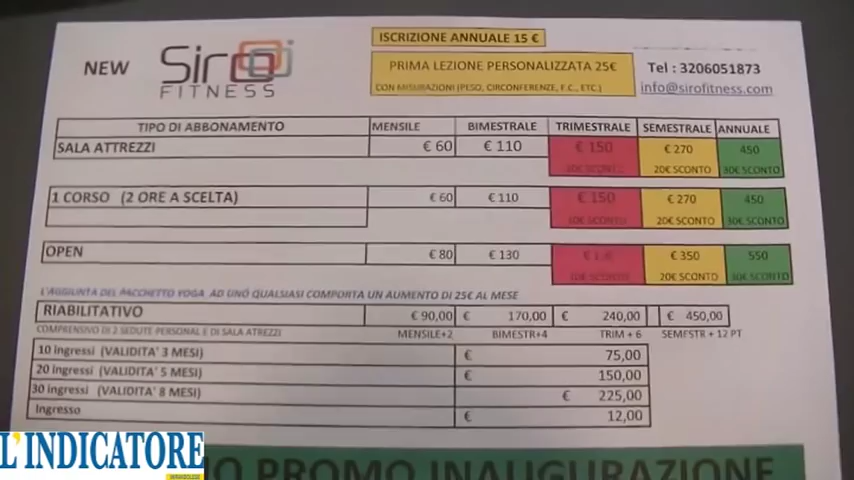 ISCRIZIONE ANNUALE 15 €
NEW
Siro
FITNESS
PRIMA LEZIONE PERSONALIZZATA 25€
CON MISURAZIONI (PESO, CIRCONFERENZE, F.C., ETC.)
Tel : 3206051873
info@sirofitness.com
TIPO DI ABBONAMENTO MENSILE BIMESTRALE TRIMESTRALE SEMESTRALE ANNUALE
SALA ATTREZZI € 60 € 110 € 150 € 270 450
10€ SCONTO 20€ SCONTO 30€ SCONTO
1 CORSO (2 ORE A SCELTA) € 60 € 110 € 150 € 270 450
10€ SCONTO 20€ SCONTO 30€ SCONTO
OPEN € 80 € 130 € 350 550
10€ SCONTO 20€ SCONTO 30€ SCONTO
L'AGGIUNTA DEL PACCHETTO YOGA AD UNO QUALSIASI COMPORTA UN AUMENTO DI 25€ AL MESE
RIABILITATIVO € 90,00 € 170,00 € 240,00 € 450,00
COMPRENSIVO DI 2 SEDUTE PERSONAL E DI SALA ATREZZI MENSILE+2 BIMESTR+4 TRIM + 6 SEMESTR + 12 PT
10 ingressi (VALIDITA' 3 MESI) € 75,00
20 ingressi (VALIDITA' 5 MESI) € 150,00
30 ingressi (VALIDITA' 8 MESI) € 225,00
Ingresso € 12,00
PROMO INAUGURAZIONE
L'INDICATORE